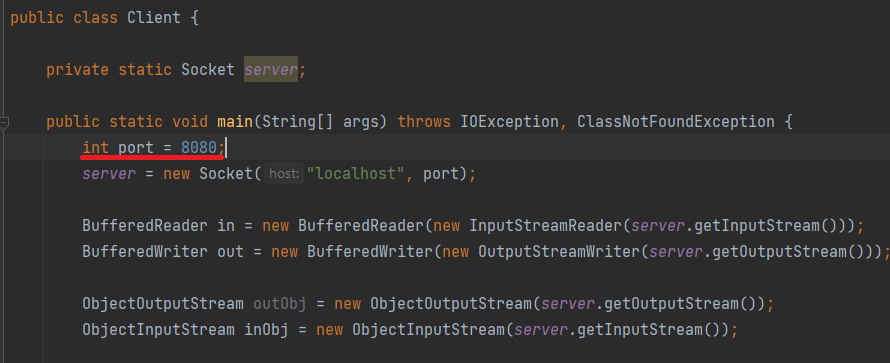 public class Client {
private static Socket server;
public static void main(String[] args) throws IOException, ClassNotFoundException {
int port = 8080;
server = new Socket( host: "localhost", port);
BufferedReader in = new BufferedReader(new InputStreamReader(server.getInputStream()));
BufferedWriter out = new BufferedWriter(new OutputStreamWriter(server.getOutputStream()));
ObjectOutputStream outObj = new ObjectOutputStream(server.getOutputStream());
ObjectInputStream inObj = new ObjectInputStream(server.getInputStream());